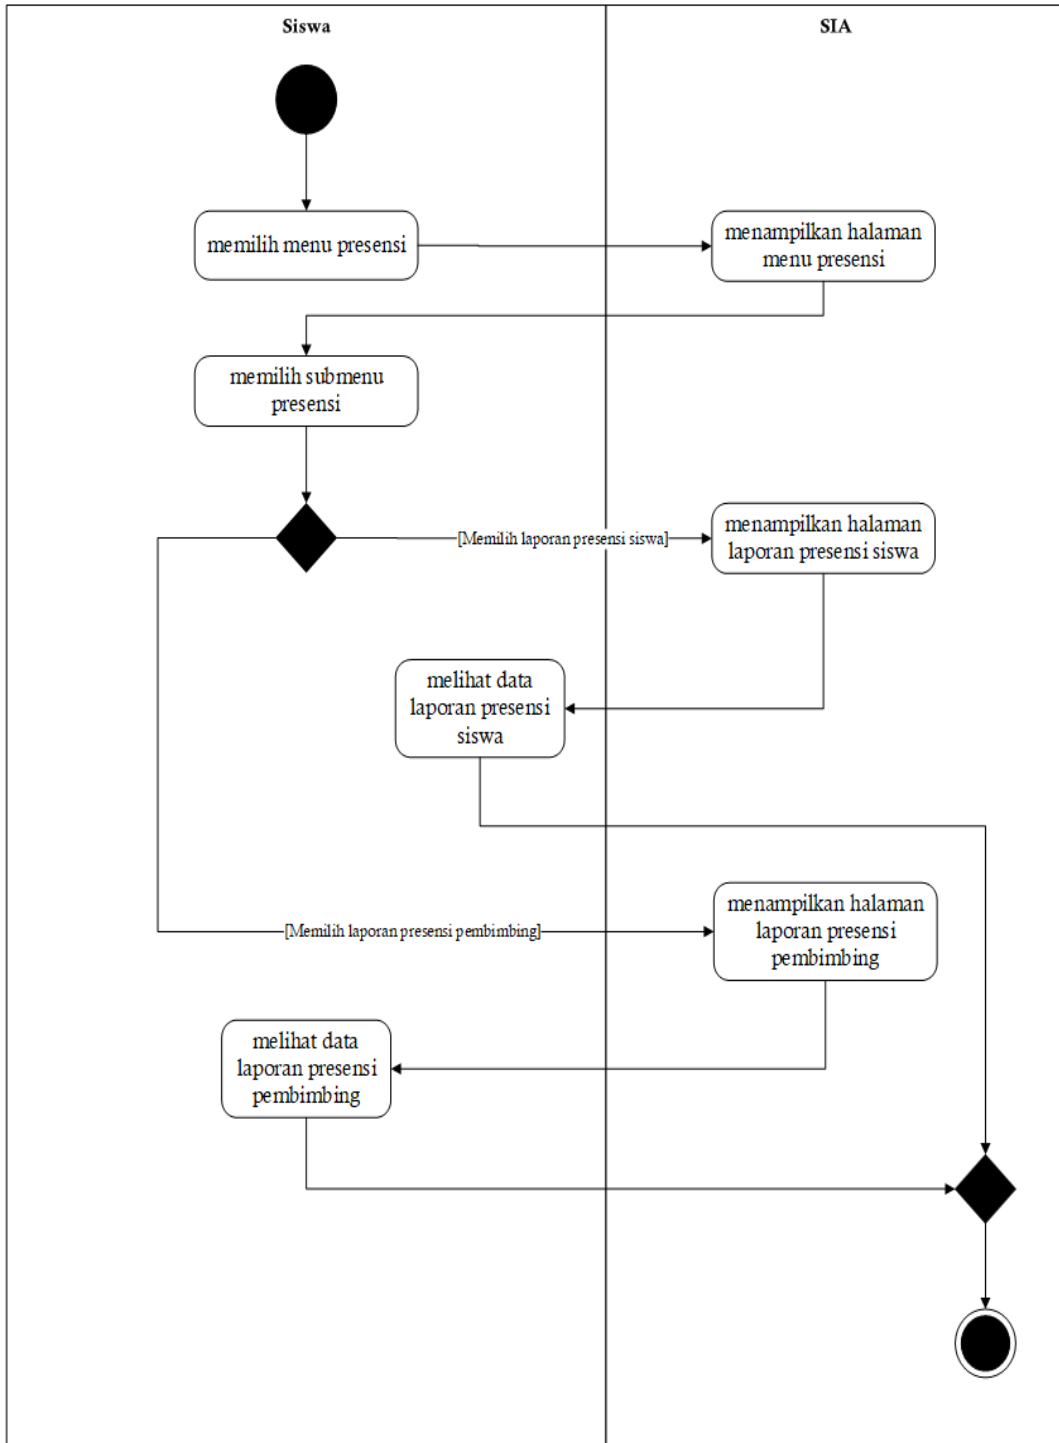 Siswa
SIA
memilih menu presensi
menampilkan halaman
menu presensi
memilih submenu
presensi
[Memilih laporan presensi siswa]
menampilkan halaman
laporan presensi siswa
melihat data
laporan presensi
siswa
menampilkan halaman
laporan presensi
pembimbing
[Memilih laporan presensi pembimbing]
melihat data
laporan presensi
pembimbing